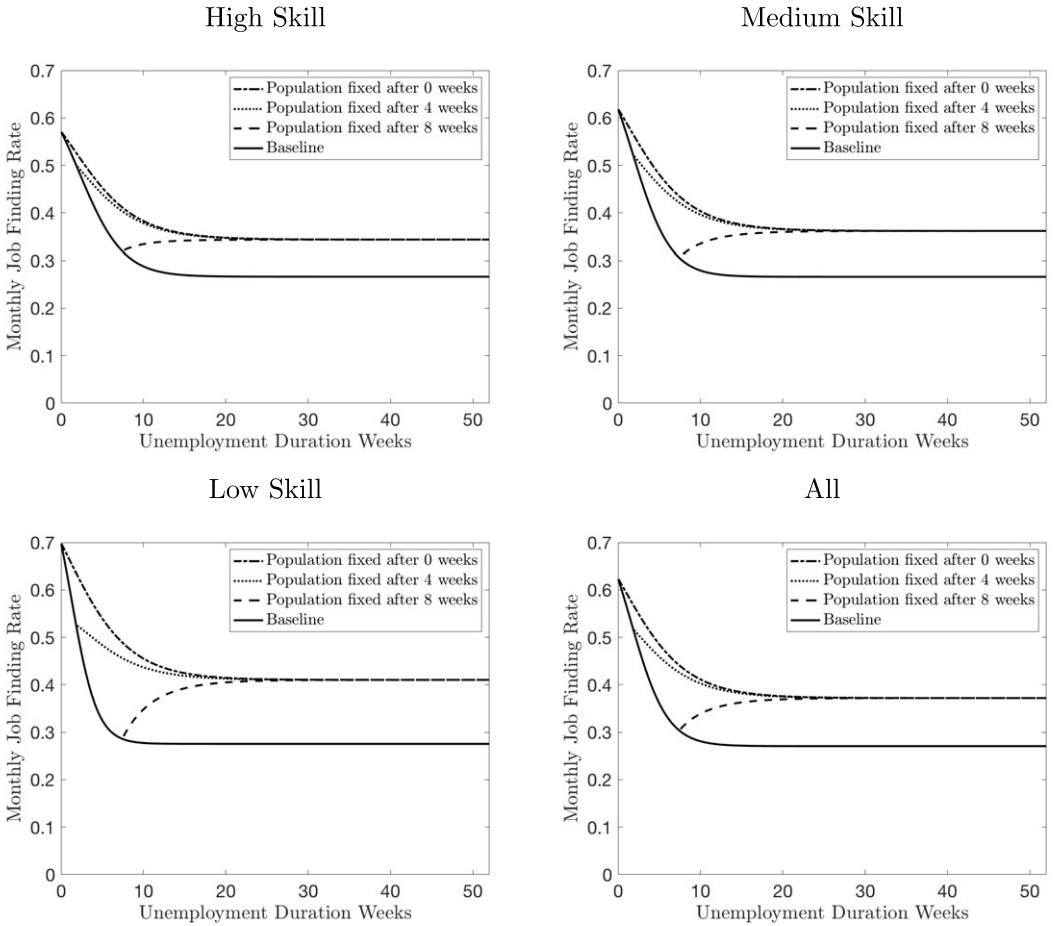 High Skill
Monthly Job Finding Rate
0.7
0.6
0.5
0.4
0.3
0.2
0.1
0
Population fixed after 0 weeks
Population fixed after 4 weeks
Population fixed after 8 weeks
Baseline
0 10 20 30 40 50
Unemployment Duration Weeks
Medium Skill
Monthly Job Finding Rate
0.7
0.6
0.5
0.4
0.3
0.2
0.1
0
Population fixed after 0 weeks
Population fixed after 4 weeks
Population fixed after 8 weeks
Baseline
0 10 20 30 40 50
Unemployment Duration Weeks
Low Skill
Monthly Job Finding Rate
0.7
0.6
0.5
0.4
0.3
0.2
0.1
0
Population fixed after 0 weeks
Population fixed after 4 weeks
Population fixed after 8 weeks
Baseline
0 10 20 30 40 50
Unemployment Duration Weeks
All
Monthly Job Finding Rate
0.7
0.6
0.5
0.4
0.3
0.2
0.1
0
Population fixed after 0 weeks
Population fixed after 4 weeks
Population fixed after 8 weeks
Baseline
0 10 20 30 40 50
Unemployment Duration Weeks